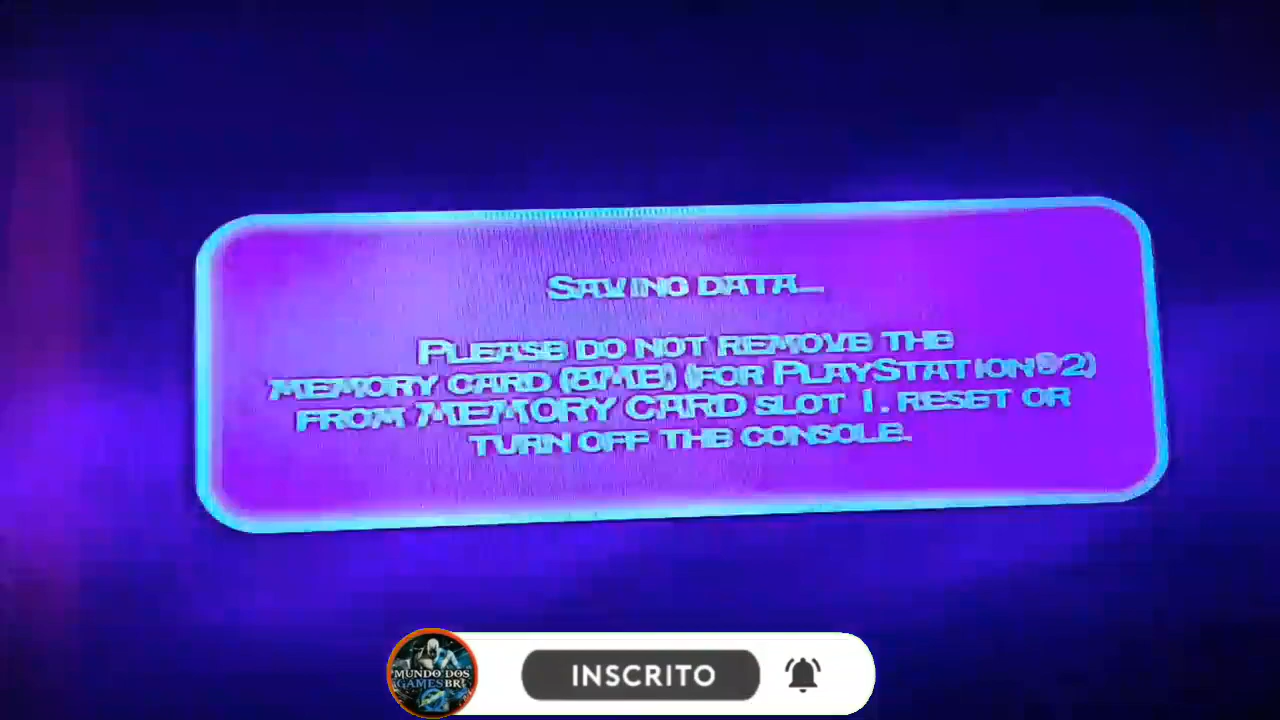 Saving data...
Please do not remove the
memory card (8MB) (for PlayStation®2)
from MEMORY CARD slot 1, reset or
turn off the console.
MUNDO DOS
GAMES BR
INSCRITO